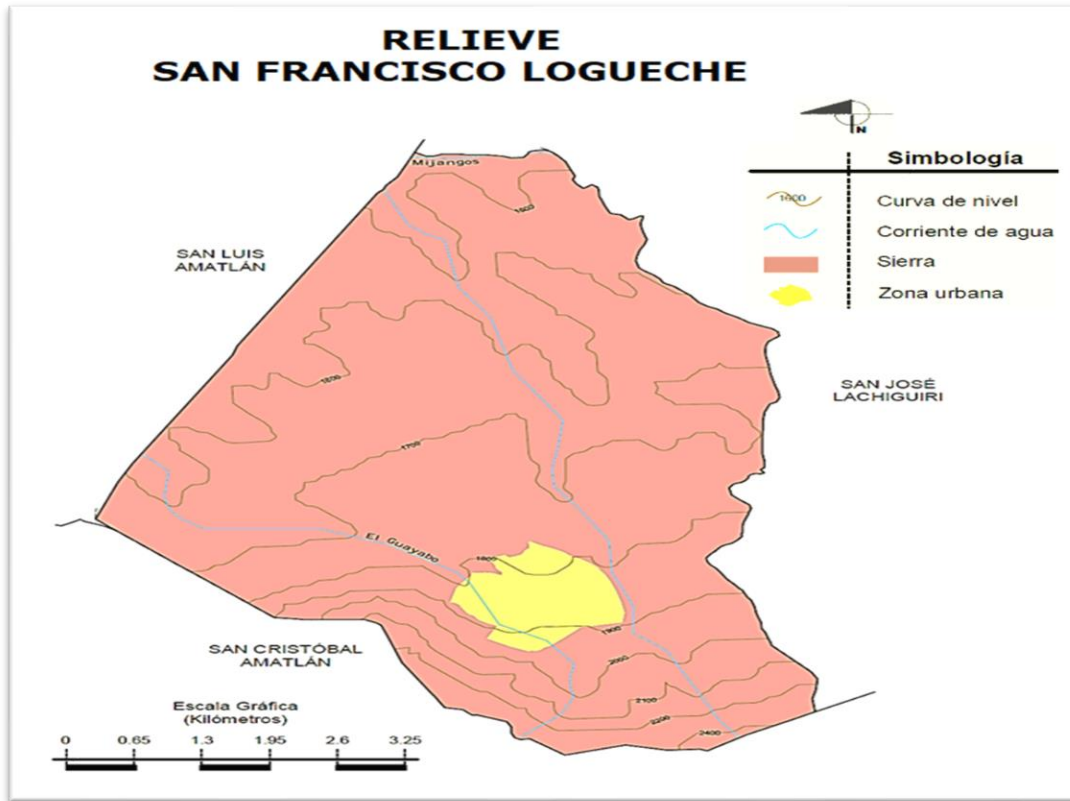 RELIEVE
SAN FRANCISCO LOGUECHE
N
Simbología
1600
Curva de nivel
Corriente de agua
Sierra
Zona urbana
Mijangos
SAN LUIS
AMATLÁN
SAN JOSÉ
LACHIGUIRI
1700
El Guayabo
1800
1900
2000
2100
2200
2400
SAN CRISTÓBAL
AMATLÁN
Escala Gráfica
(Kilómetros)
0 0.65 1.3 1.95 2.6 3.25